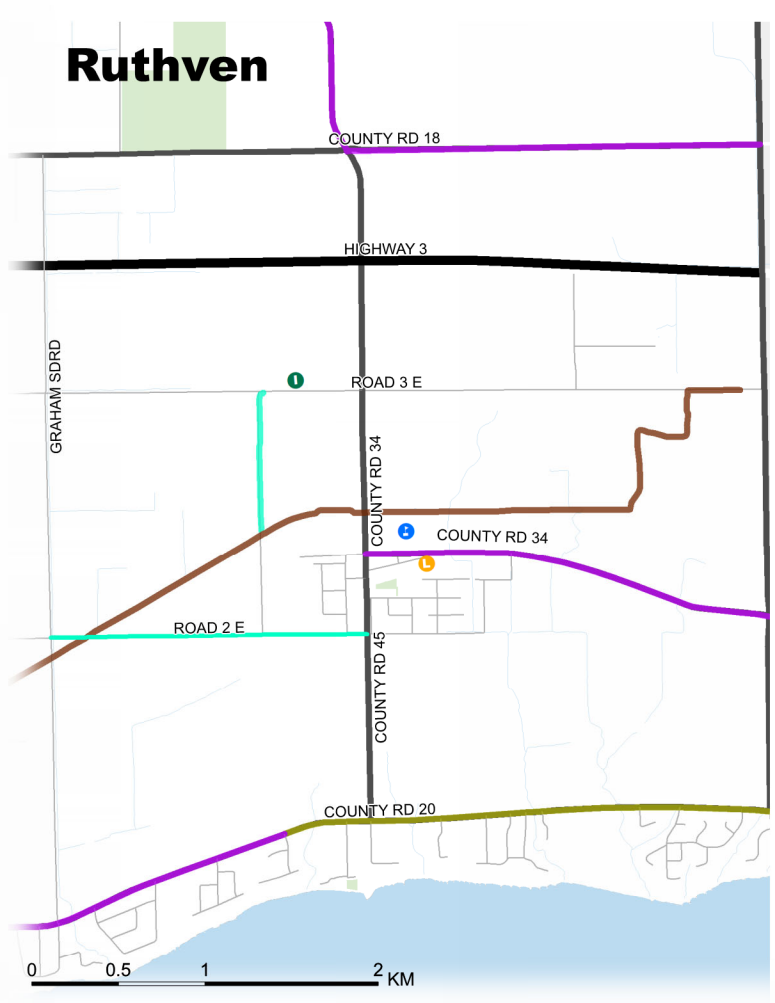 Ruthven
COUNTY RD 18
HIGHWAY 3
GRAHAM SDRD
ROAD 3 E
COUNTY RD 34
COUNTY RD 34
L
ROAD 2 E
COUNTY RD 45
COUNTY RD 20
0 0.5 1 2 KM